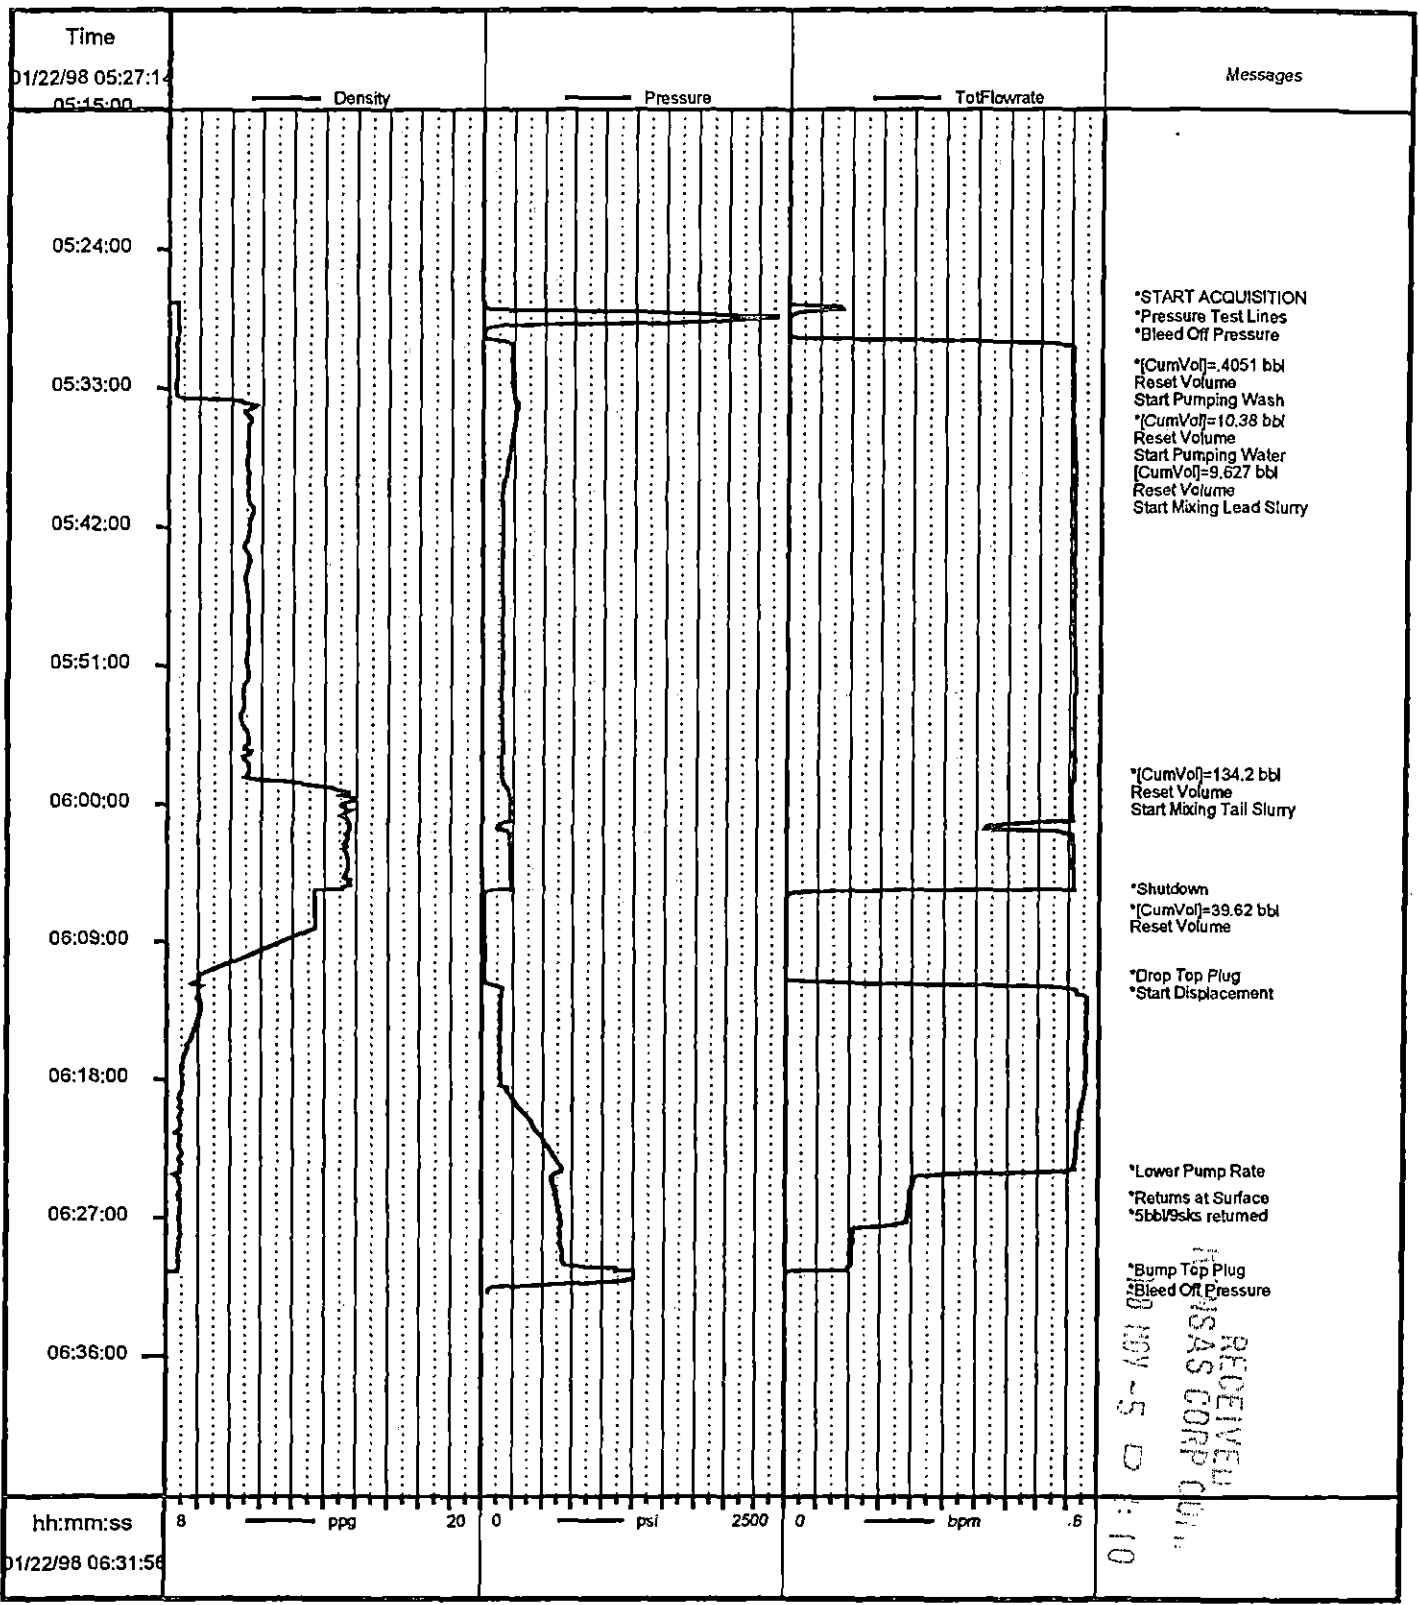 Time
01/22/98 05:27:14
05:15:00
Density
Pressure
TotFlowrate
Messages
05:24:00
*START ACQUISITION
*Pressure Test Lines
*Bleed Off Pressure
*[CumVol]=.4051 bbl
Reset Volume
05:33:00
Start Pumping Wash
*[CumVol]=10.38 bbl
Reset Volume
Start Pumping Water
[CumVol]=9.627 bbl
Reset Volume
Start Mixing Lead Slurry
05:42:00
05:51:00
*[CumVol]=134.2 bbl
Reset Volume
Start Mixing Tail Slurry
06:00:00
*Shutdown
*[CumVol]=39.62 bbl
Reset Volume
06:09:00
*Drop Top Plug
*Start Displacement
06:18:00
*Lower Pump Rate
*Returns at Surface
*5bbl/9sks returned
06:27:00
*Bump Top Plug
*Bleed Off Pressure
06:36:00
RECEIVED
CORP
NOV -5
10
hh:mm:ss
8 ppg 20
0 psi 2500
0 bpm .6
01/22/98 06:31:56